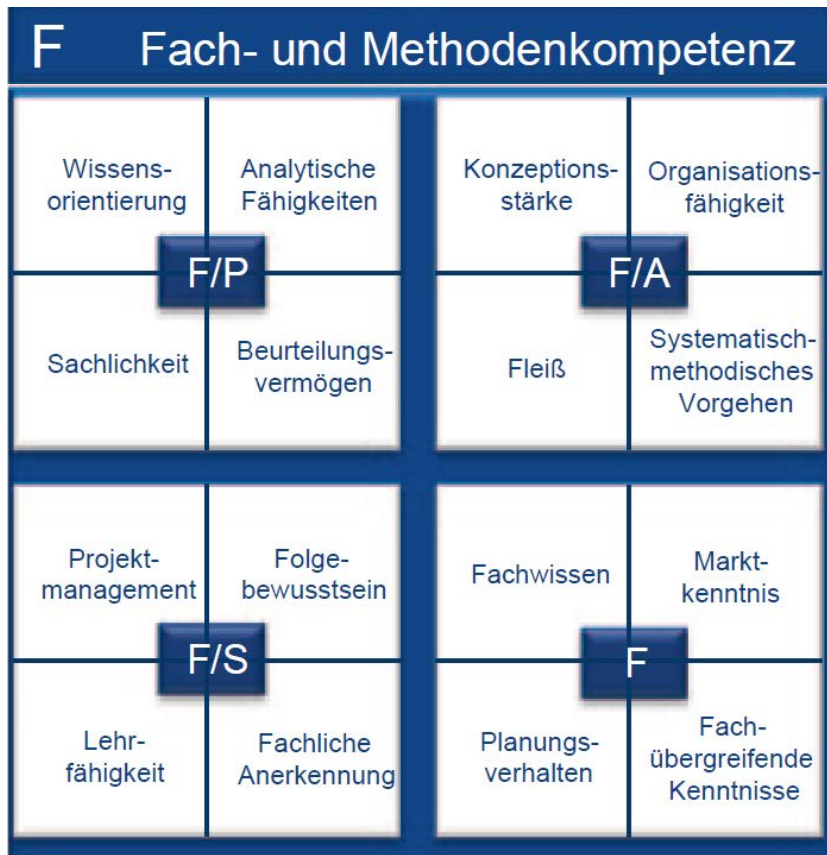 F Fach- und Methodenkompetenz
Wissens-
orientierung
Analytische
Fähigkeiten
F/P
Sachlichkeit
Beurteilungs-
vermögen
Konzeptions-
stärke
Organisations-
fähigkeit
F/A
Fleiß
Systematisch-
methodisches
Vorgehen
Projekt-
management
Folge-
bewusstsein
F/S
Lehr-
fähigkeit
Fachliche
Anerkennung
Fachwissen
Markt-
kenntnis
F
Planungs-
verhalten
Fach-
übergreifende
Kenntnisse